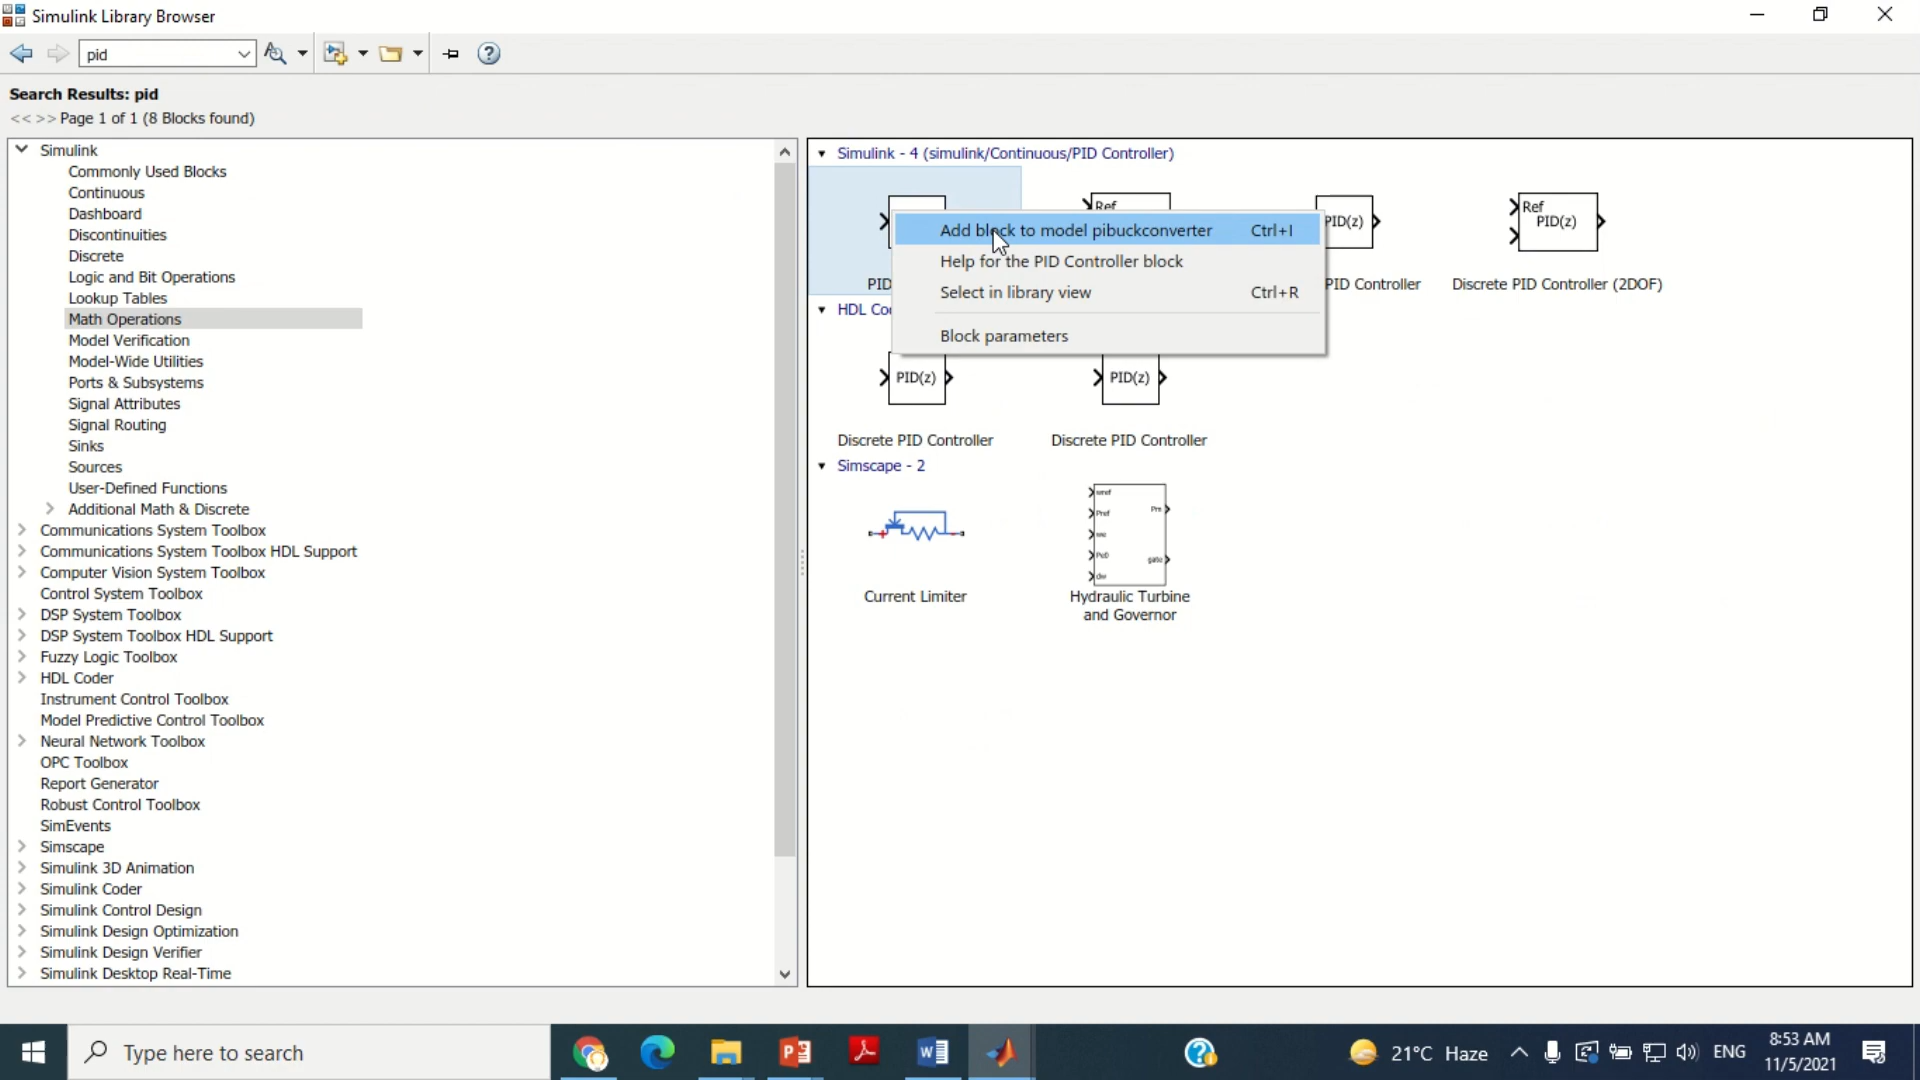 Simulink Library Browser
pid
Search Results: pid
<< >> Page 1 of 1 (8 Blocks found)
Simulink
Commonly Used Blocks
Continuous
Dashboard
Discontinuities
Discrete
Logic and Bit Operations
Lookup Tables
Math Operations
Model Verification
Model-Wide Utilities
Ports & Subsystems
Signal Attributes
Signal Routing
Sinks
Sources
User-Defined Functions
Additional Math & Discrete
Communications System Toolbox
Communications System Toolbox HDL Support
Computer Vision System Toolbox
Control System Toolbox
DSP System Toolbox
DSP System Toolbox HDL Support
Fuzzy Logic Toolbox
HDL Coder
Instrument Control Toolbox
Model Predictive Control Toolbox
Neural Network Toolbox
OPC Toolbox
Report Generator
Robust Control Toolbox
SimEvents
Simscape
Simulink 3D Animation
Simulink Coder
Simulink Control Design
Simulink Design Optimization
Simulink Design Verifier
Simulink Desktop Real-Time
Simulink - 4 (simulink/Continuous/PID Controller)
Ref
PID(z)
Ref
PID(z)
PID
PID Controller
Discrete PID Controller (2DOF)
Add block to model pibuckconverter Ctrl+I
Help for the PID Controller block
Select in library view Ctrl+R
Block parameters
HDL Co
PID(z)
PID(z)
Discrete PID Controller
Discrete PID Controller
Simscape - 2
wref
Pref
we
Pe0
dw
Pm
gate
Current Limiter
Hydraulic Turbine
and Governor
Type here to search
21°C Haze
ENG
8:53 AM
11/5/2021